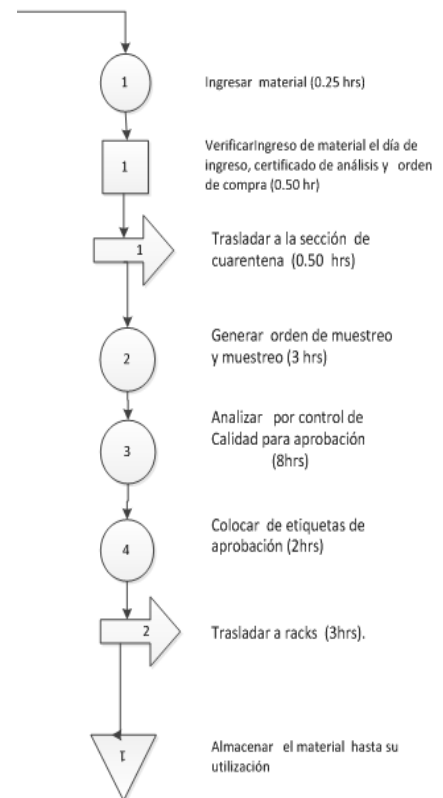 1
Ingresar material (0.25 hrs)
1
VerificarIngreso de material el día de
ingreso, certificado de análisis y orden
de compra (0.50 hr)
1
Trasladar a la sección de
cuarentena (0.50 hrs)
2
Generar orden de muestreo
y muestreo (3 hrs)
3
Analizar por control de
Calidad para aprobación
(8hrs)
4
Colocar de etiquetas de
aprobación (2hrs)
2
Trasladar a racks (3hrs).
1
Almacenar el material hasta su
utilización